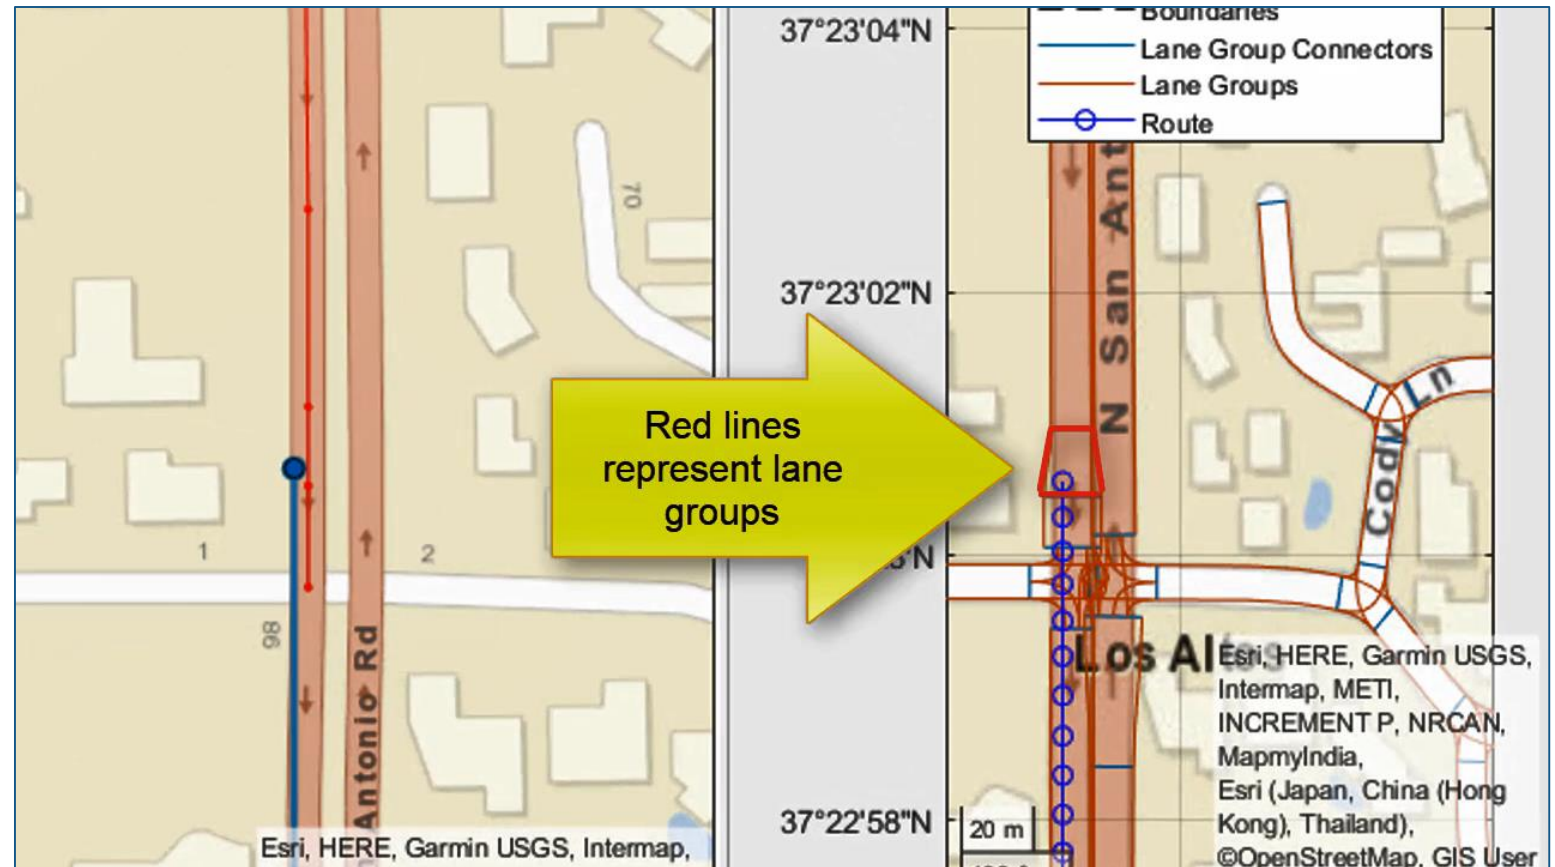 70
1
2
98
Antonio Rd
Esri, HERE, Garmin USGS, Intermap,
Red lines
represent lane
groups
37°23'04"N
37°23'02"N
37°22'58"N
Boundaries
Lane Group Connectors
Lane Groups
Route
N San Ant
Cody Ln
Los Altos
20 m
Esri, HERE, Garmin USGS,
Intermap, METI,
INCREMENT P, NRCAN,
MapmyIndia,
Esri (Japan, China (Hong
Kong), Thailand),
©OpenStreetMap, GIS User